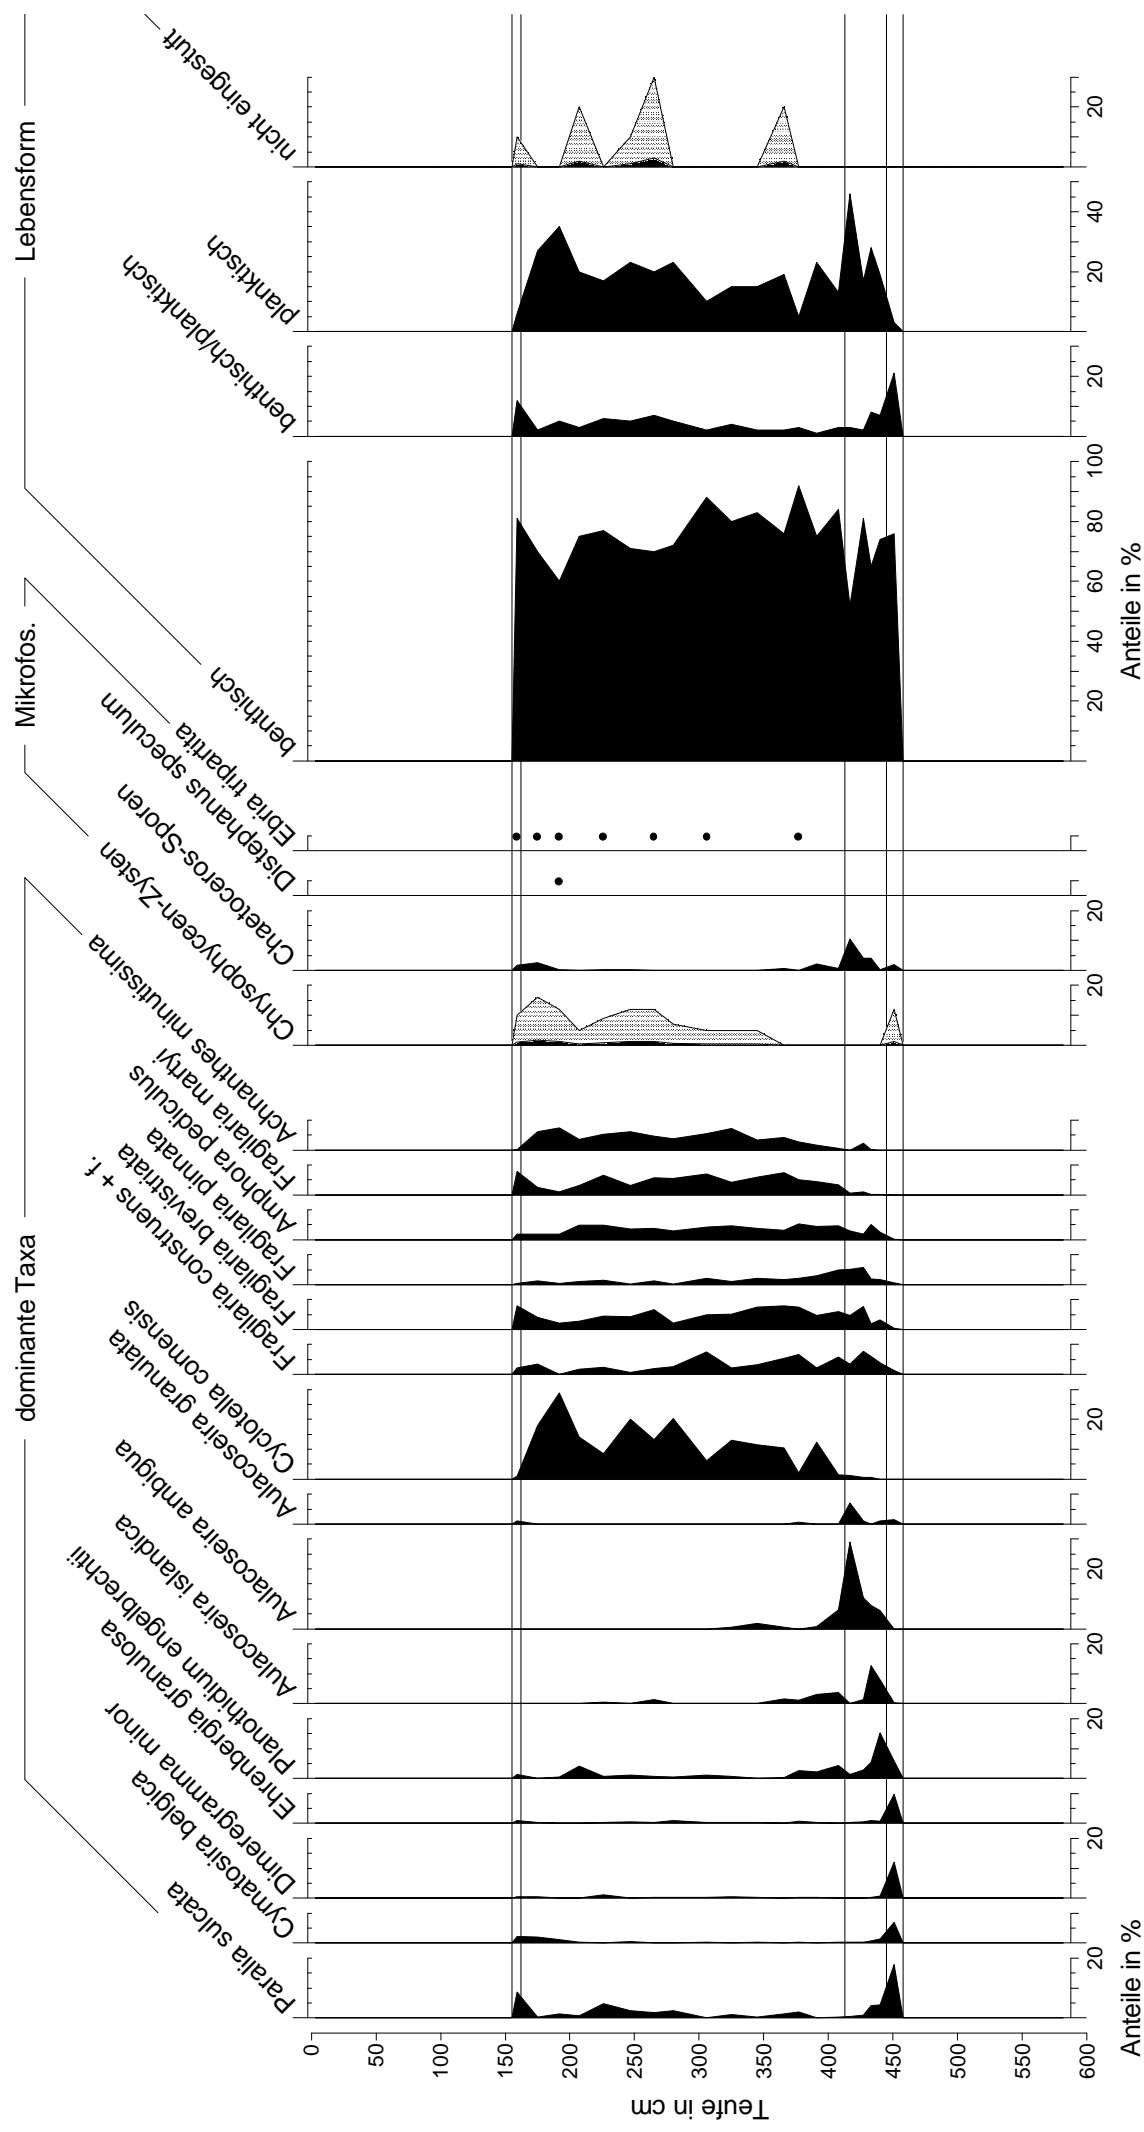 dominante Taxa
Mikrofos.
Lebensform
Paralia sulcata
Cymatosira belgica
Dimeregramma minor
Ehrenbergia granulosa
Planothidium engelbrechtii
Aulacoseira islandica
Aulacoseira ambigua
Aulacoseira granulata
Cyclotella comensis
Fragilaria construens + f.
Fragilaria brevistriata
Fragilaria pinnata
Amphora pediculus
Fragilaria martyi
Achnanthes minutissima
Chrysophyceen-Zysten
Chaetoceros-Sporen
Distephanus speculum
Ebria tripartita
benthisch
benthisch/planktisch
planktisch
nicht eingestuft
Teufe in cm
0
50
100
150
200
250
300
350
400
450
500
550
600
20
20
20
20
20
20
20
20
20 40 60 80 100
20
20 40
20
Anteile in %
Anteile in %